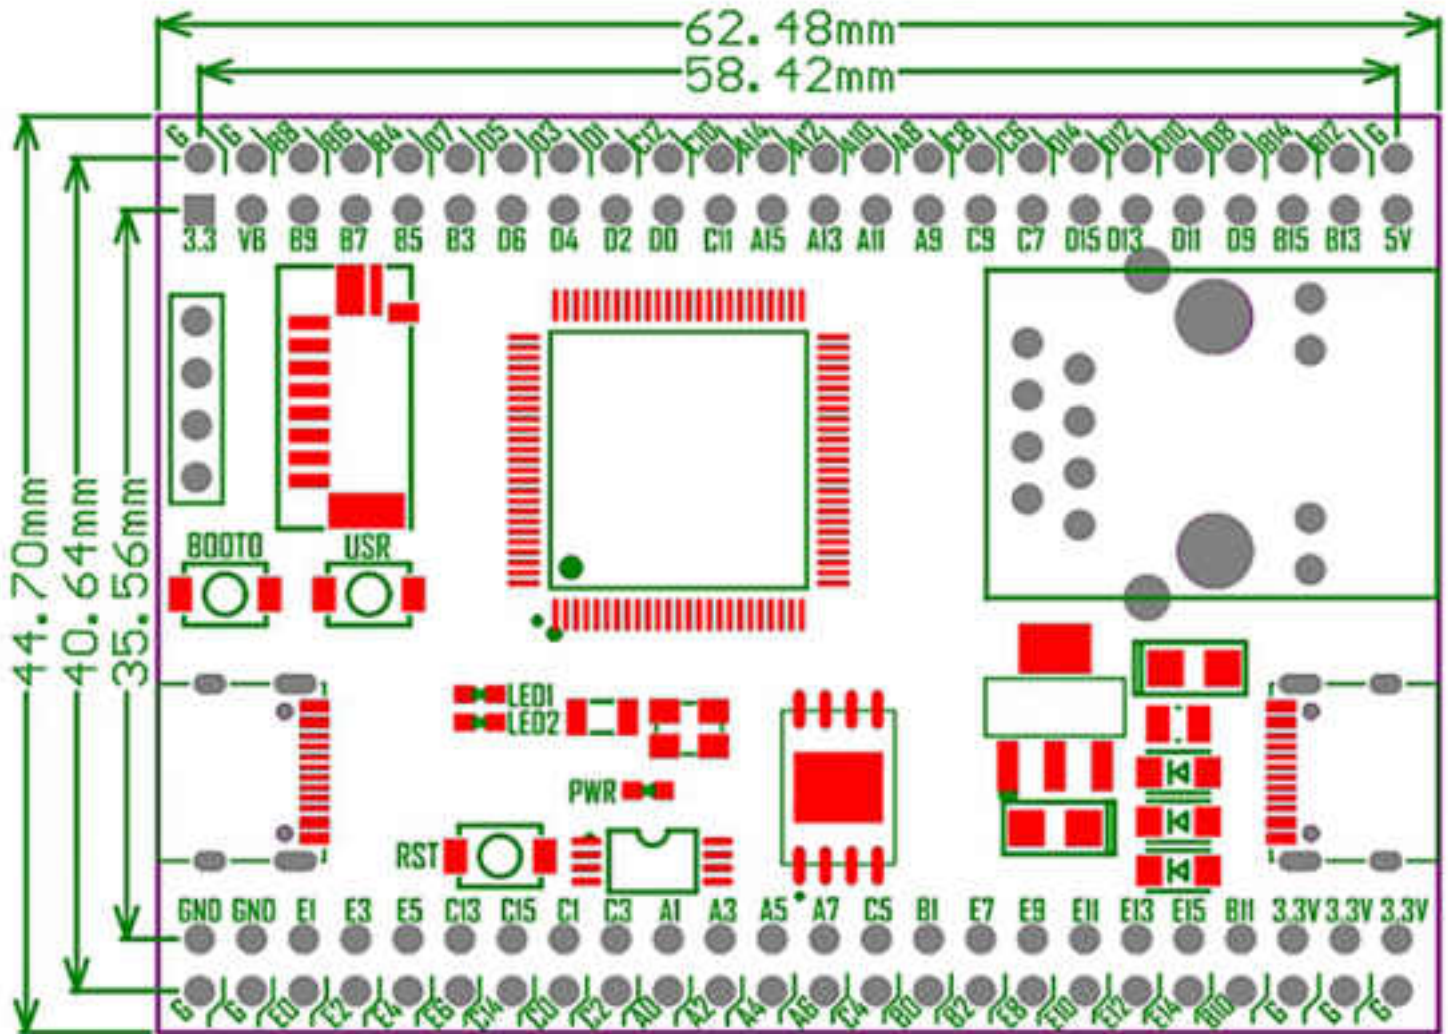 62.48mm
58.42mm
G G B8 B6 B4 D7 D5 D3 D1 C12 C10 A14 A12 A10 A8 C8 C6 D14 D12 D10 D8 B14 B12 G
3.3 VB B9 B7 B5 B3 D6 D4 D2 D0 C11 A15 A13 A11 A9 C9 C7 D15 D13 D11 D9 B15 B13 5V
44.70mm
40.64mm
35.56mm
BOOT0 USR
LED1
LED2
PWR
RST
GND GND E1 E3 E5 C13 C15 C1 C3 A1 A3 A5 A7 C5 B1 E7 E9 E11 E13 E15 B11 3.3V 3.3V 3.3V
G G E0 E2 E4 E6 C14 C0 C2 A0 A2 A4 A6 C4 B0 B2 E8 E10 E12 E14 B10 G G G